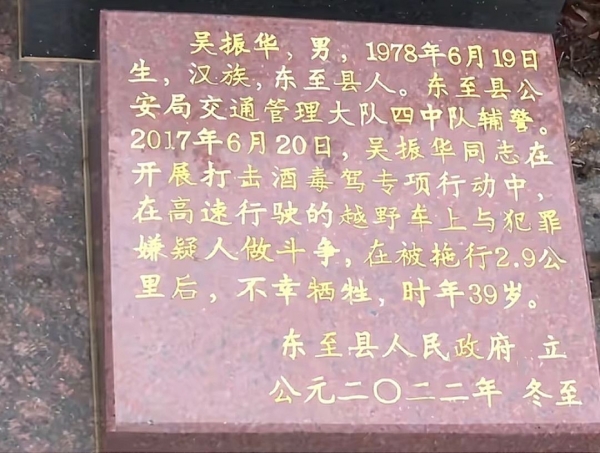 吴振华，男，1978年6月19日
生，汉族，东至县人。东至县公
安局交通管理大队四中队辅警。
2017年6月20日，吴振华同志在
开展打击酒毒驾专项行动中，
在高速行驶的越野车上与犯罪
嫌疑人做斗争，在被拖行2.9公
里后，不幸牺牲，时年39岁。
东至县人民政府 立
公元二〇二二年 冬至